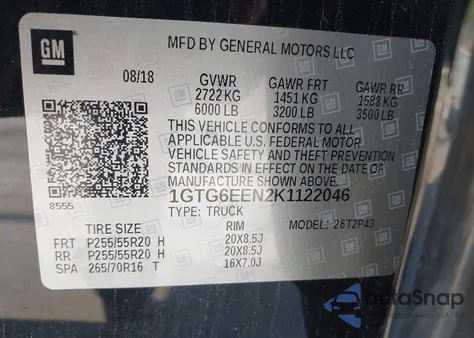 GM
MFD BY GENERAL MOTORS LLC
08/18 GVWR GAWR FRT GAWR RR
2722 KG 1451 KG 1588 KG
6000 LB 3200 LB 3500 LB
THIS VEHICLE CONFORMS TO ALL
APPLICABLE U.S. FEDERAL MOTOR
VEHICLE SAFETY AND THEFT PREVENTION
STANDARDS IN EFFECT ON THE DATE OF
MANUFACTURE SHOWN ABOVE.
8555
1GTG6EEN2K1122046
TYPE: TRUCK
MODEL: 26T2P43
TIRE SIZE RIM
FRT P255/55R20 H 20X8.5J
RR P255/55R20 H 20X8.5J
SPA 265/70R16 T 16X7.0J
AutoSnap